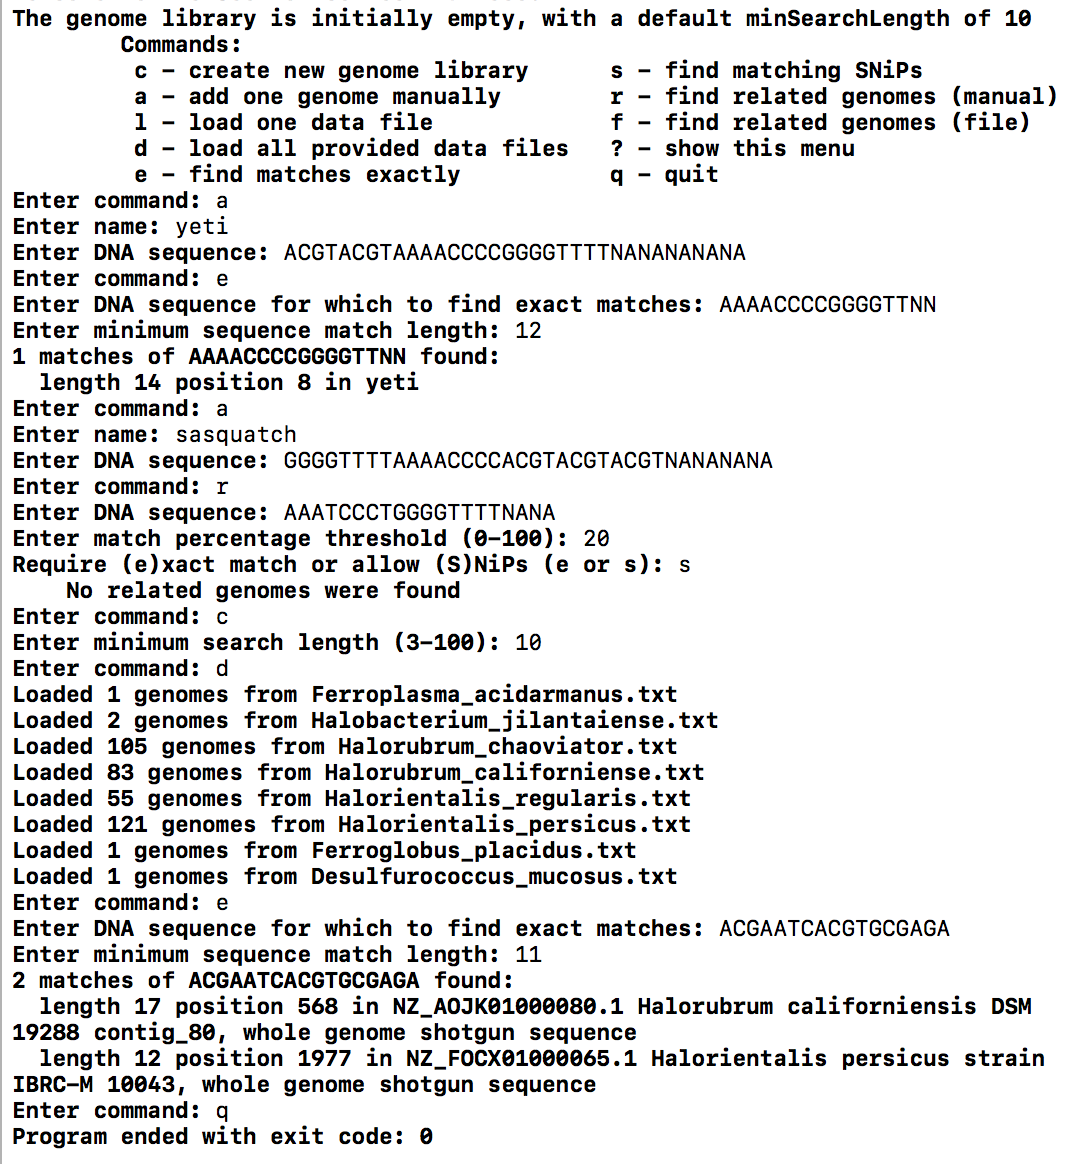 The genome library is initially empty, with a default minSearchLength of 10
Commands:
c – create new genome library s – find matching SNiPs
a – add one genome manually r – find related genomes (manual)
l – load one data file f – find related genomes (file)
d – load all provided data files ? – show this menu
e – find matches exactly q – quit
Enter command: a
Enter name: yeti
Enter DNA sequence: ACGTACGTAAAACCCCGGGGTTTTNANANANANA
Enter command: e
Enter DNA sequence for which to find exact matches: AAAACCCCGGGGTTNN
Enter minimum sequence match length: 12
1 matches of AAAACCCCGGGGTTNN found:
length 14 position 8 in yeti
Enter command: a
Enter name: sasquatch
Enter DNA sequence: GGGGTTTTAAAACCCCACGTACGTACGTNANANANA
Enter command: r
Enter DNA sequence: AAATCCCTGGGGTTTTNANA
Enter match percentage threshold (0–100): 20
Require (e)xact match or allow (S)NiPs (e or s): s
No related genomes were found
Enter command: c
Enter minimum search length (3–100): 10
Enter command: d
Loaded 1 genomes from Ferroplasma_acidarmanus.txt
Loaded 2 genomes from Halobacterium_jilantaiense.txt
Loaded 105 genomes from Halorubrum_chaoviator.txt
Loaded 83 genomes from Halorubrum_californiense.txt
Loaded 55 genomes from Halorientalis_regularis.txt
Loaded 121 genomes from Halorientalis_persicus.txt
Loaded 1 genomes from Ferroglobus_placidus.txt
Loaded 1 genomes from Desulfurococcus_mucosus.txt
Enter command: e
Enter DNA sequence for which to find exact matches: ACGAATCACGTGCGAGA
Enter minimum sequence match length: 11
2 matches of ACGAATCACGTGCGAGA found:
length 17 position 568 in NZ_AOJK01000080.1 Halorubrum californiensis DSM
19288 contig_80, whole genome shotgun sequence
length 12 position 1977 in NZ_FOCX01000065.1 Halorientalis persicus strain
IBRC–M 10043, whole genome shotgun sequence
Enter command: q
Program ended with exit code: 0